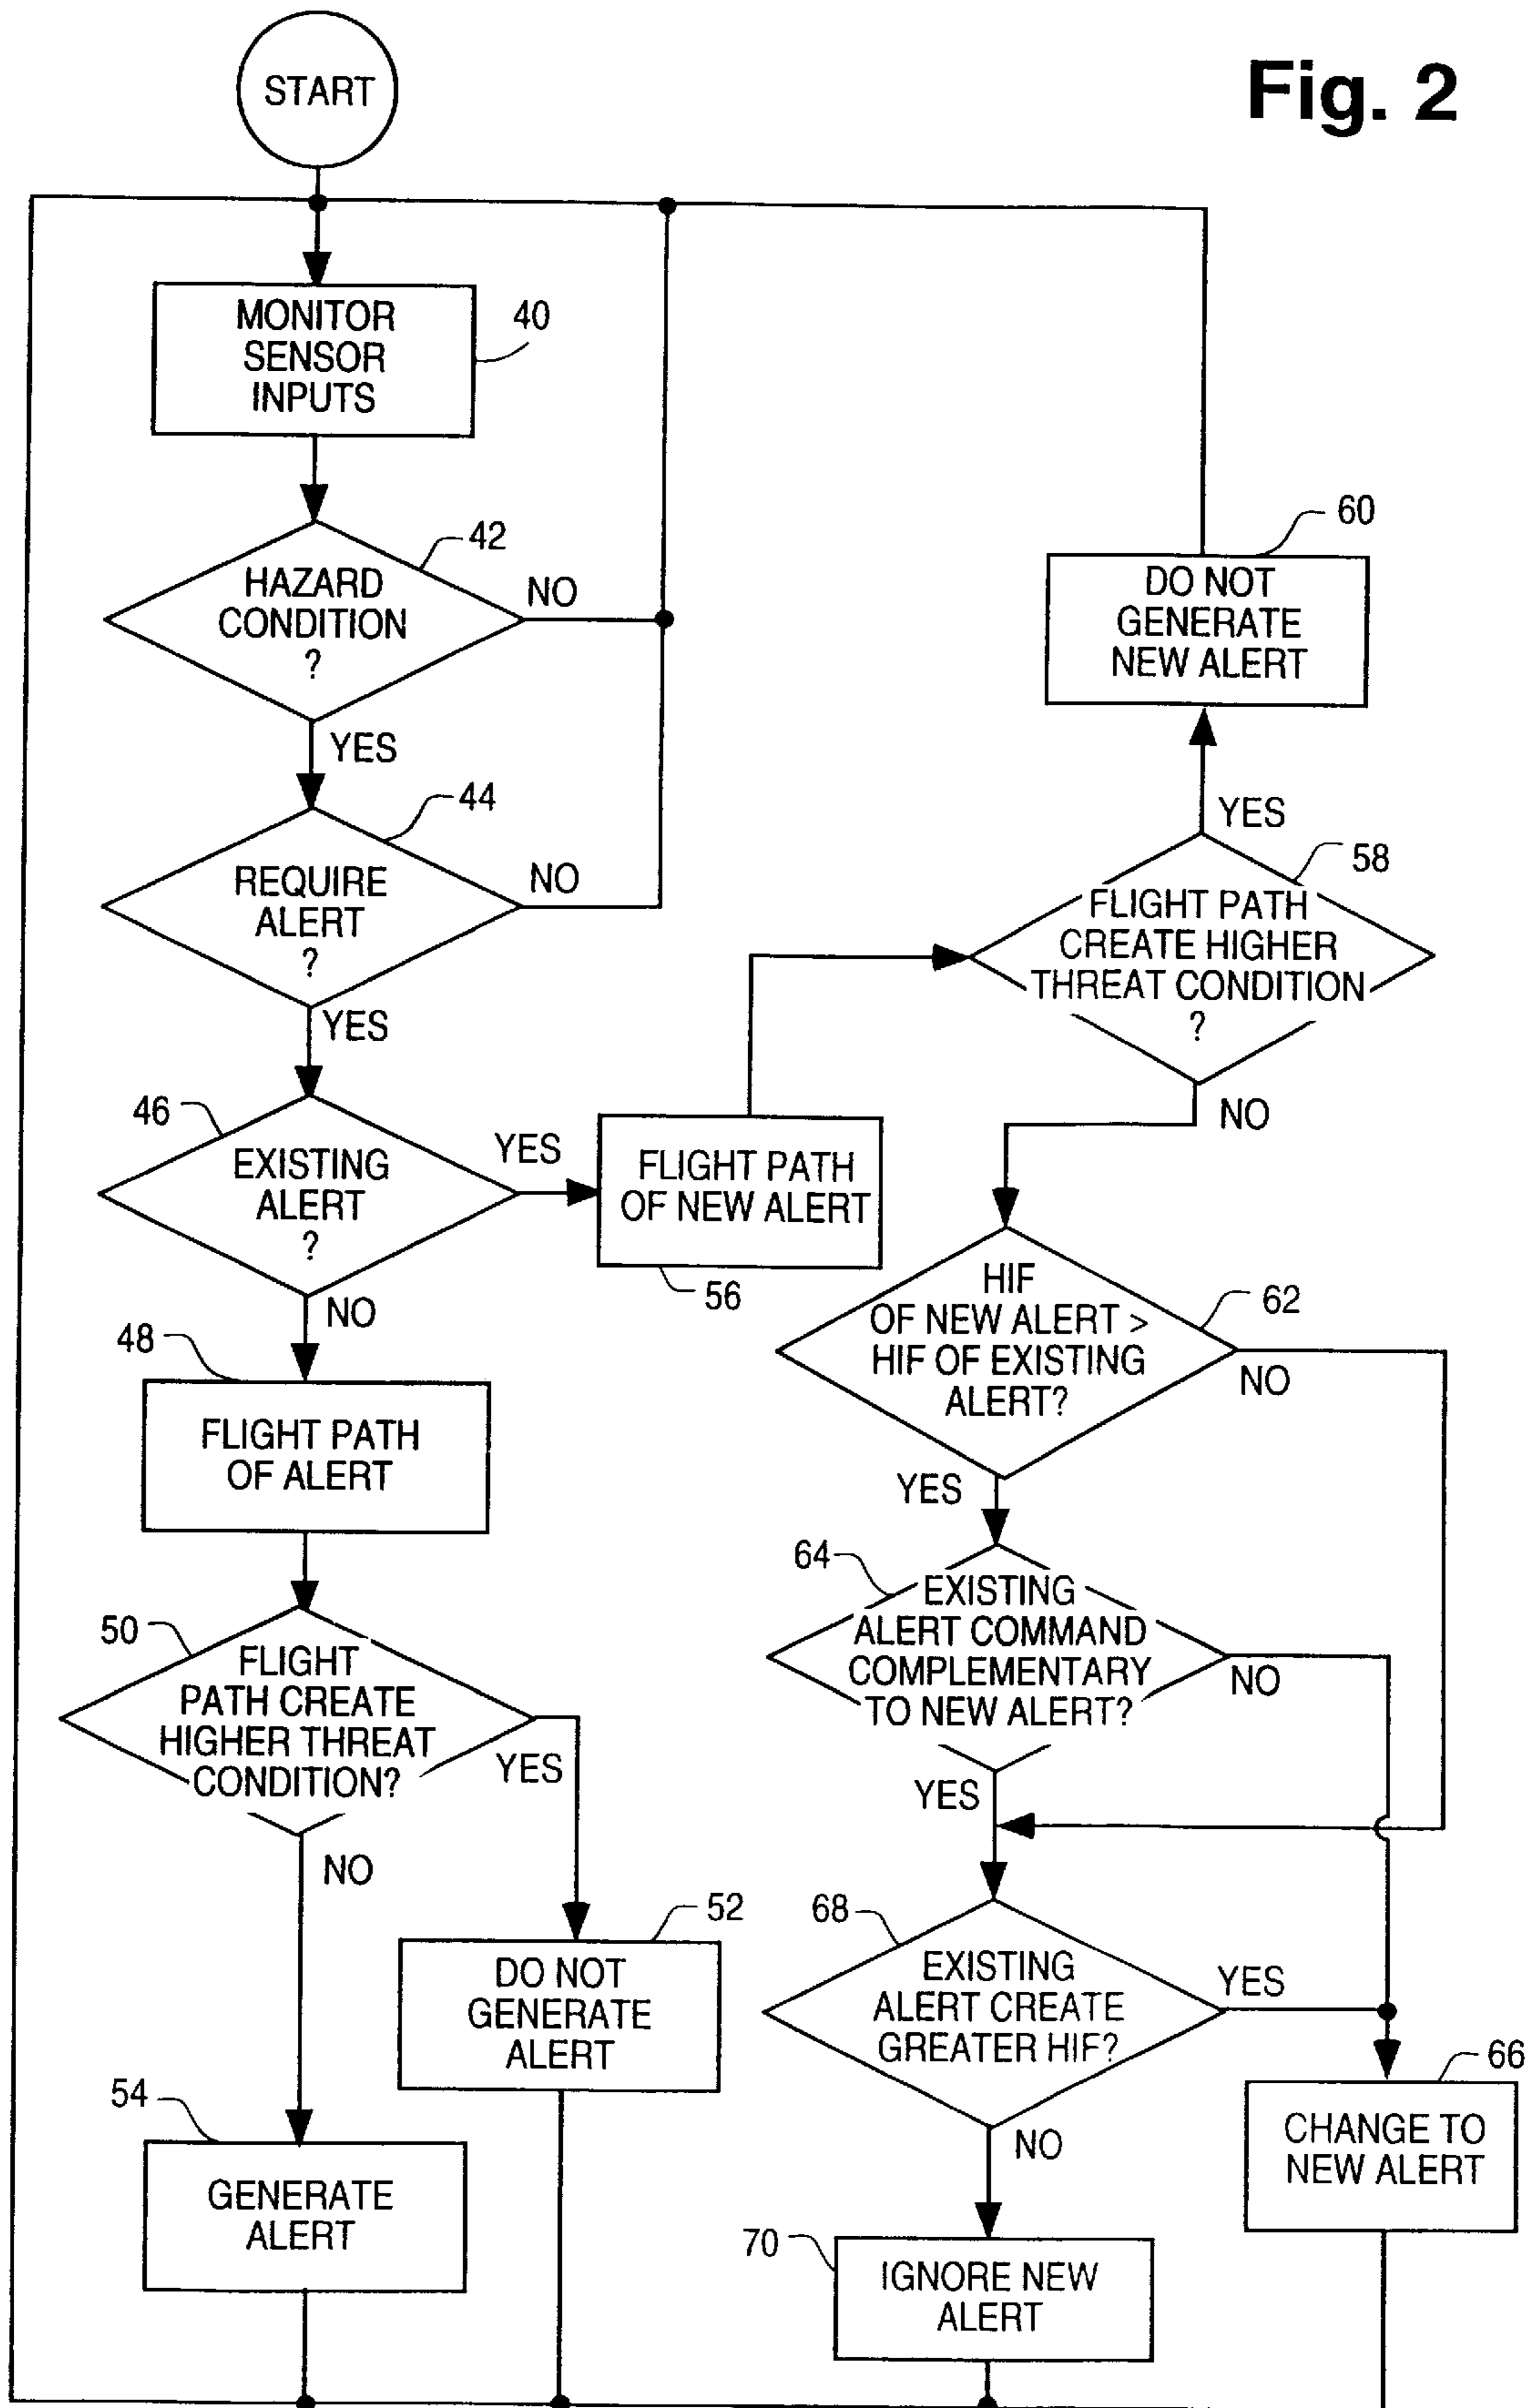 Fig. 2
START
MONITOR
SENSOR
INPUTS
40
HAZARD
CONDITION
?
42
NO
YES
REQUIRE
ALERT
?
44
NO
YES
46
EXISTING
ALERT
?
YES
NO
FLIGHT PATH
OF NEW ALERT
56
48
FLIGHT PATH
OF ALERT
50
FLIGHT
PATH CREATE
HIGHER THREAT
CONDITION?
YES
NO
52
DO NOT
GENERATE
ALERT
54
GENERATE
ALERT
60
DO NOT
GENERATE
NEW ALERT
YES
58
FLIGHT PATH
CREATE HIGHER
THREAT CONDITION
?
NO
HIF
OF NEW ALERT >
HIF OF EXISTING
ALERT?
62
NO
YES
64
EXISTING
ALERT COMMAND
COMPLEMENTARY
TO NEW ALERT?
NO
YES
68
EXISTING
ALERT CREATE
GREATER HIF?
YES
NO
66
CHANGE TO
NEW ALERT
70
IGNORE NEW
ALERT